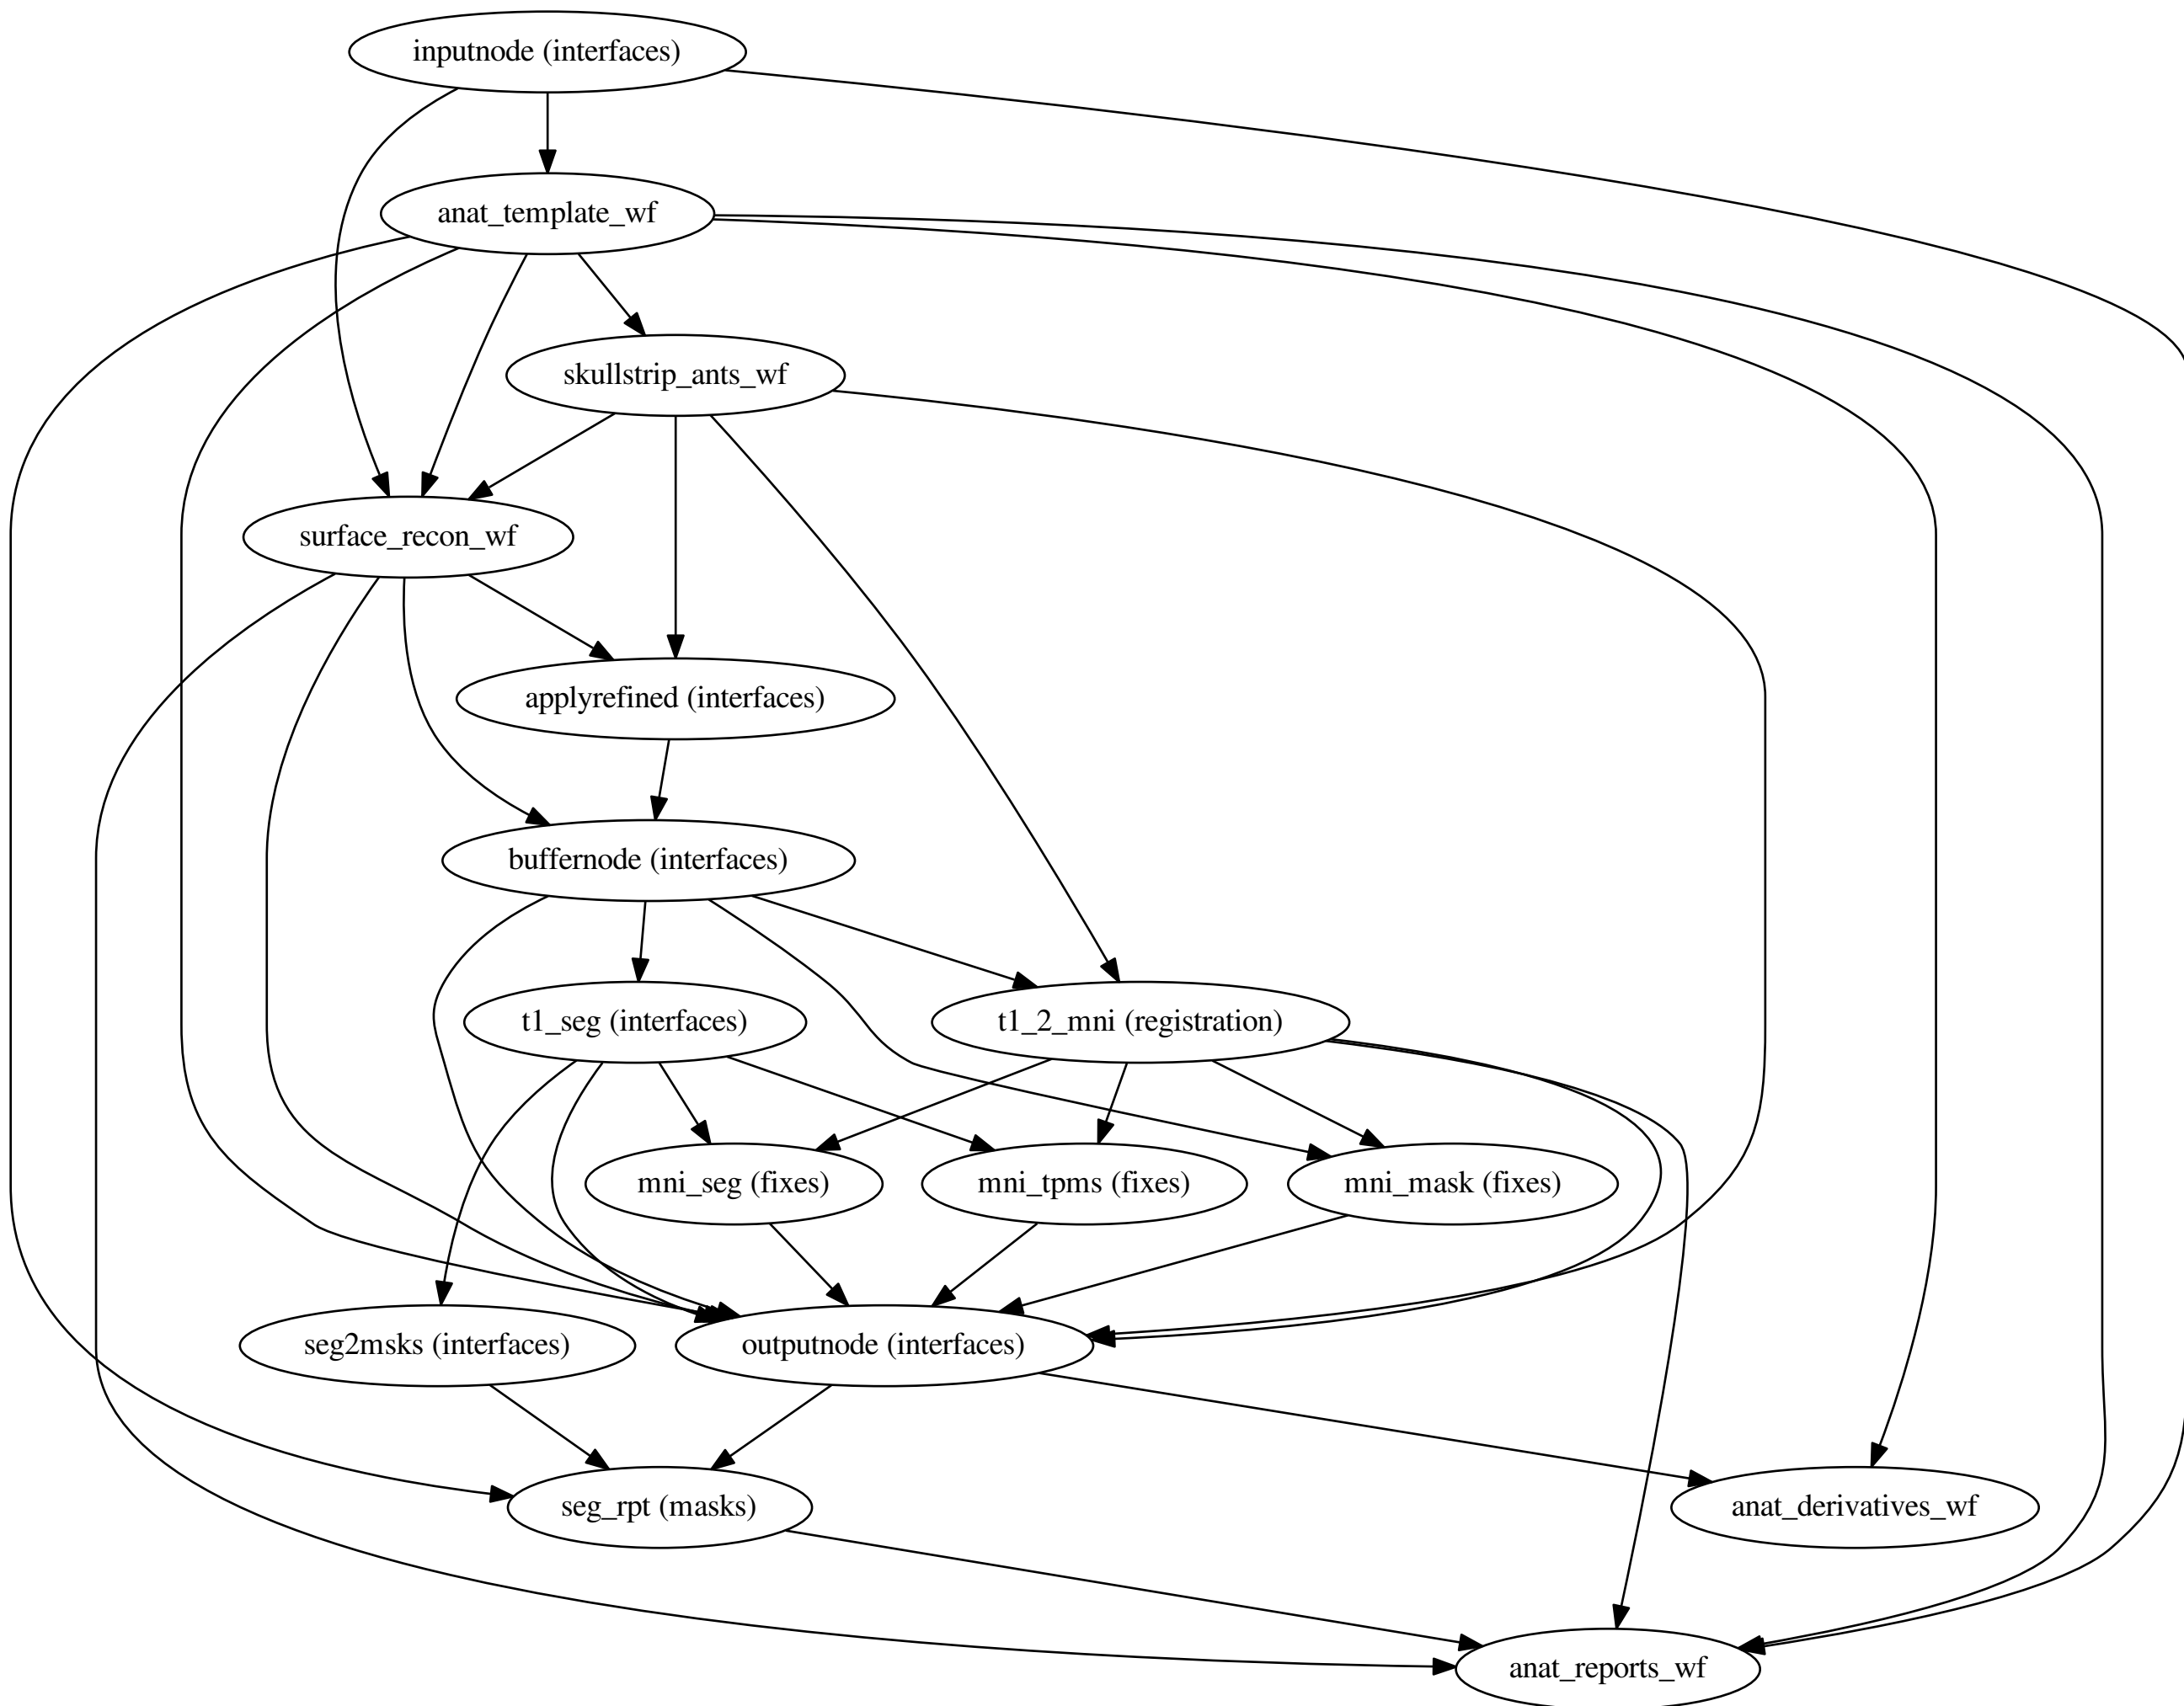 inputnode (interfaces)
anat_template_wf
skullstrip_ants_wf
surface_recon_wf
applyrefined (interfaces)
buffernode (interfaces)
t1_seg (interfaces)
t1_2_mni (registration)
mni_seg (fixes)
mni_tpms (fixes)
mni_mask (fixes)
seg2msks (interfaces)
outputnode (interfaces)
seg_rpt (masks)
anat_derivatives_wf
anat_reports_wf